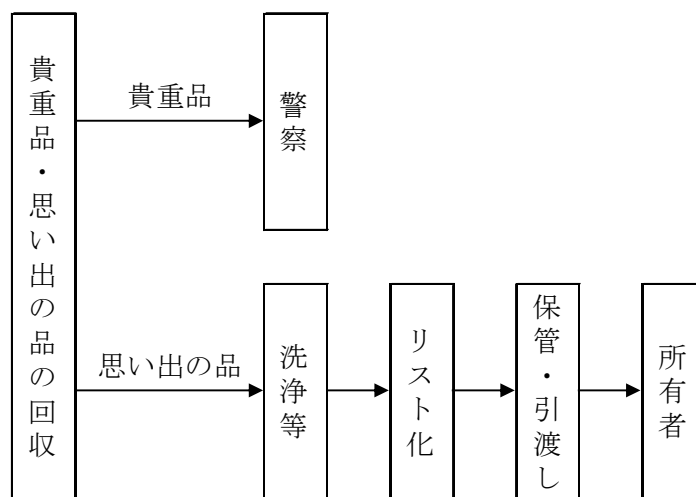 貴重品・思い出の品の回収
貴重品
警察
思い出の品
洗浄等
リスト化
保管・引渡し
所有者